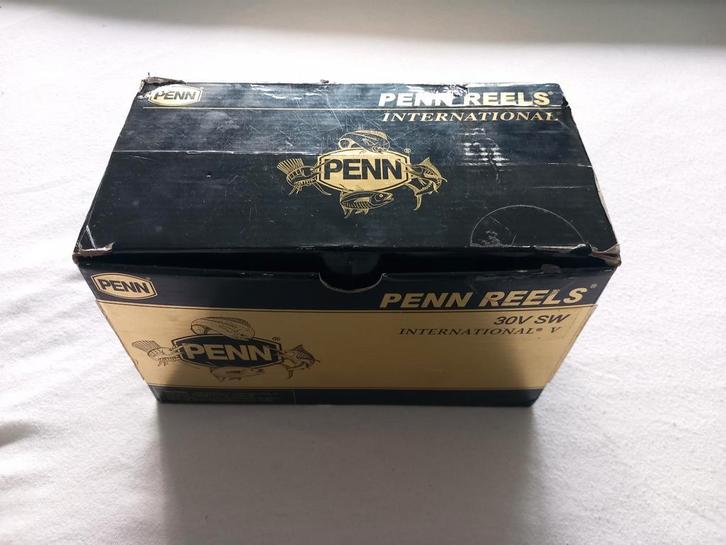 PENN
PENN REELS®
INTERNATIONAL
PENN®
PENN
PENN REELS®
30V SW
INTERNATIONAL® V
PENN®